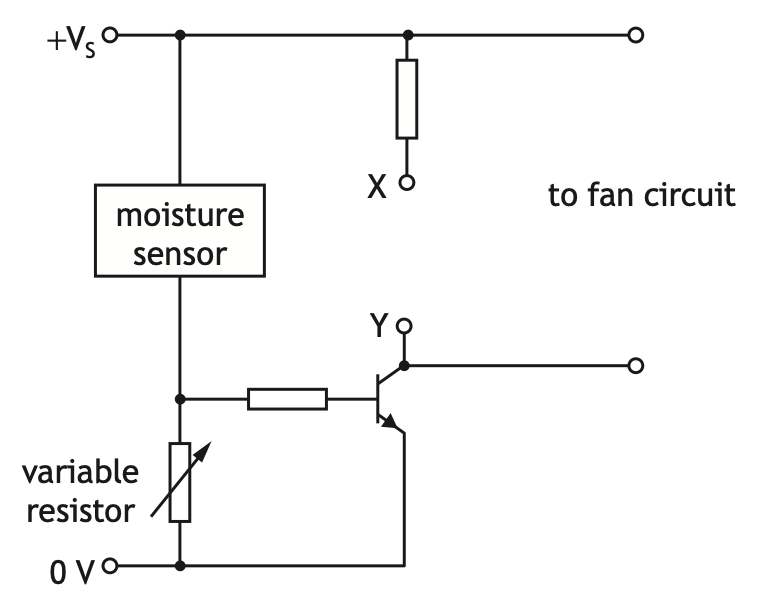 +Vs
X
to fan circuit
moisture
sensor
Y
variable
resistor
0 V